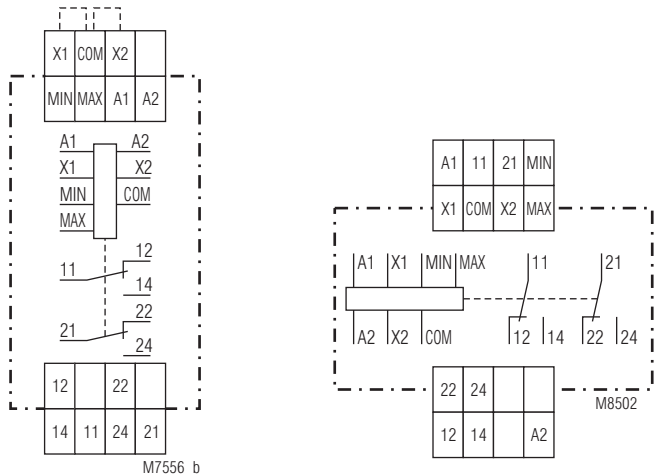 X1 COM X2
MIN MAX A1 A2
A1 A2
X1 X2
MIN COM
MAX
12
11
14
22
21
24
12 22
14 11 24 21
M7556 b
A1 11 21 MIN
X1 COM X2 MAX
A1 X1 MIN MAX 11 21
A2 X2 COM 12 14 22 24
22 24
12 14 A2
M8502